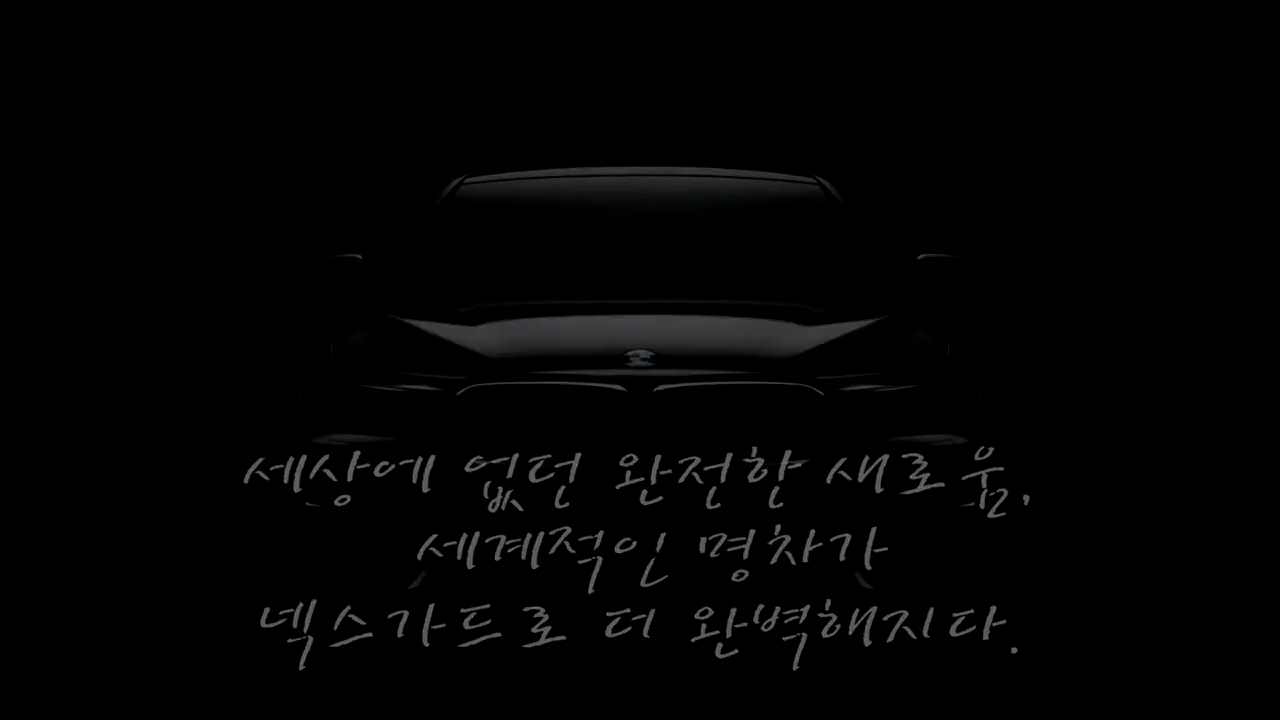 세상에 없던 완전한 새로움,
세계적인 명차가
넥스가드로 더 완벽해지다.